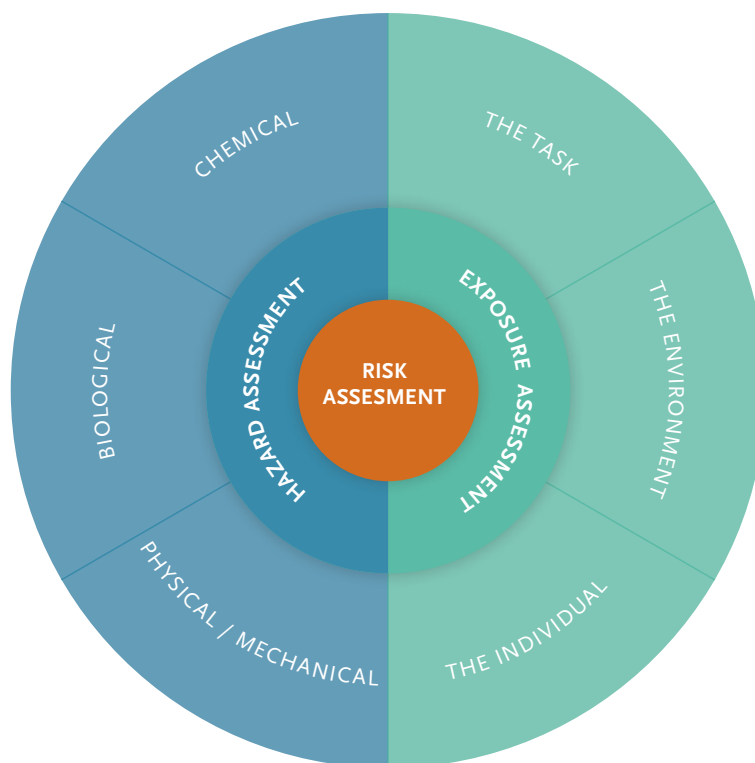 CHEMICAL
THE TASK
BIOLOGICAL
HAZARD ASSESSMENT
RISK
ASSESMENT
EXPOSURE ASSESSMENT
THE ENVIRONMENT
PHYSICAL / MECHANICAL
THE INDIVIDUAL